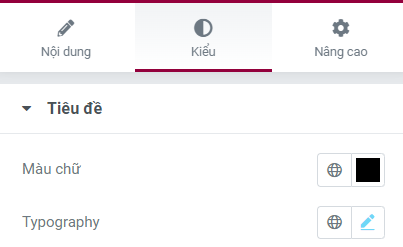 Nội dung
Kiểu
Nâng cao
Tiêu đề
Màu chữ
Typography